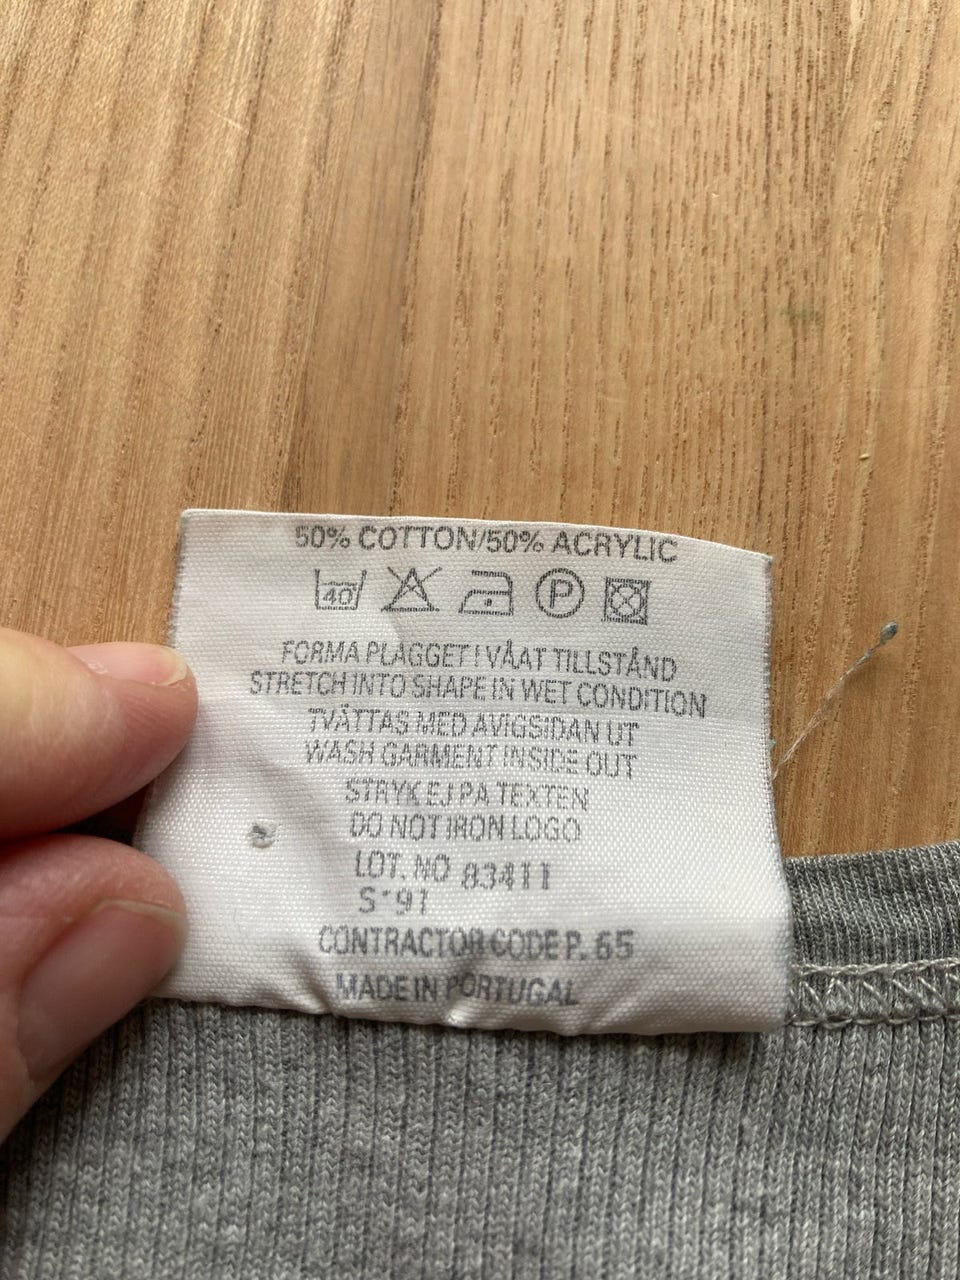 50% COTTON/50% ACRYLIC
40° P
FORMA PLAGGET I VÅAT TILLSTÅND
STRETCH INTO SHAPE IN WET CONDITION
TVÄTTAS MED AVIGSIDAN UT
WASH GARMENT INSIDE OUT
STRYK EJ PA TEXTEN
DO NOT IRON LOGO
LOT. NO 83411
S'97
CONTRACTOR CODE P. 65
MADE IN PORTUGAL